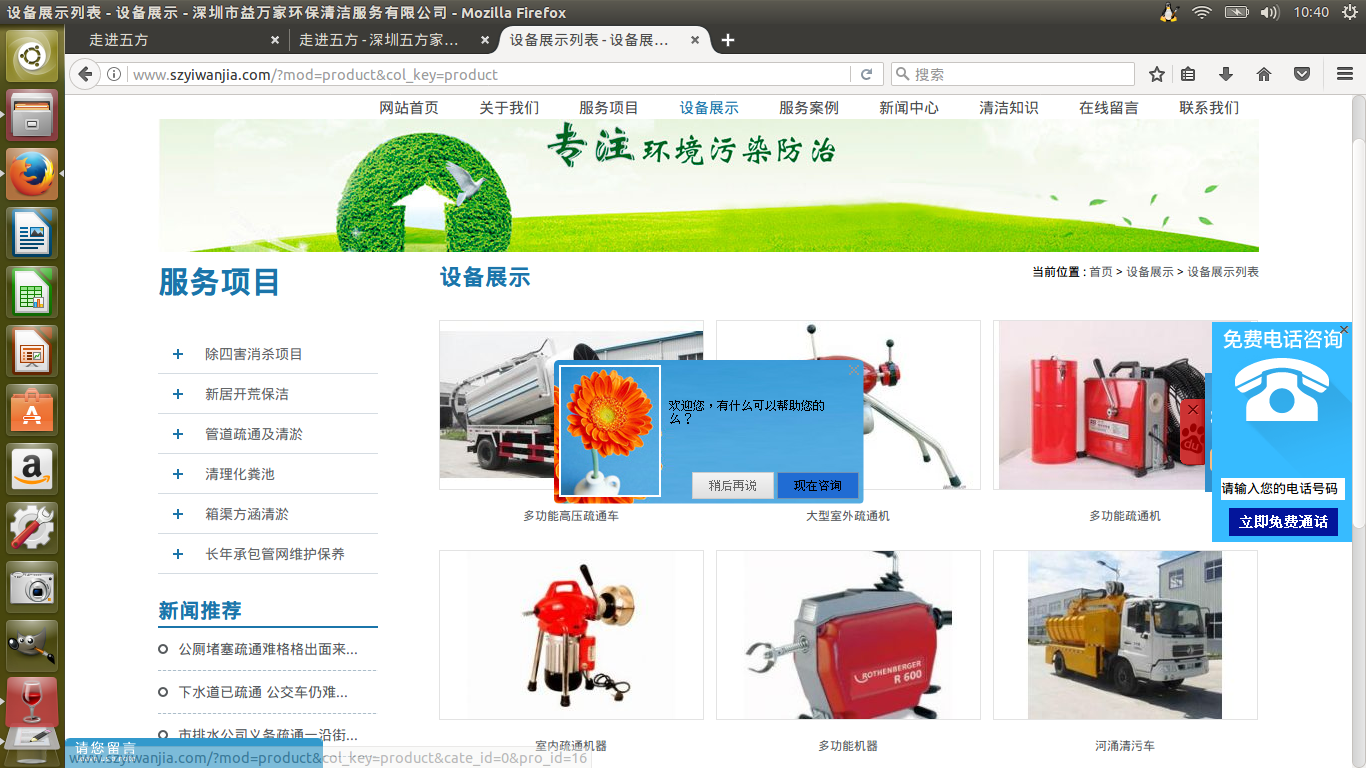 设备展示列表 - 设备展示 - 深圳市益万家环保清洁服务有限公司 - Mozilla Firefox
10:40
走进五方
走进五方 - 深圳五方家...
设备展示列表 - 设备展...
www.szyiwanjia.com/?mod=product&col_key=product
搜索
网站首页 关于我们 服务项目 设备展示 服务案例 新闻中心 清洁知识 在线留言 联系我们
专注环境污染防治
服务项目
设备展示
当前位置 : 首页 > 设备展示 > 设备展示列表
除四害消杀项目
新居开荒保洁
管道疏通及清淤
清理化粪池
箱渠方涵清淤
长年承包管网维护保养
新闻推荐
公厕堵塞疏通难格格出面来...
下水道已疏通 公交车仍难...
市排水公司义务疏通一沿街...
欢迎您，有什么可以帮助您的
么？
稍后再说
现在咨询
多功能高压疏通车
大型室外疏通机
多功能疏通机
ROTHENBERGER
R 600
室内疏通机器
多功能机器
河涌清污车
免费电话咨询
请输入您的电话号码
立即免费通话
du
请您留言
www.szyiwanjia.com/?mod=product&col_key=product&cate_id=0&pro_id=16